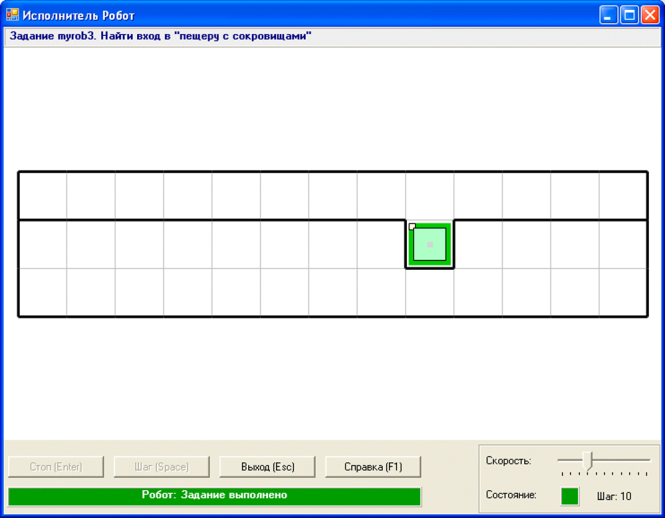 Исполнитель Робот
Задание myrob3. Найти вход в "пещеру с сокровищами"
Стоп (Enter) Шаг (Space) Выход (Esc) Справка (F1)
Скорость:
Робот: Задание выполнено
Состояние: Шаг: 10